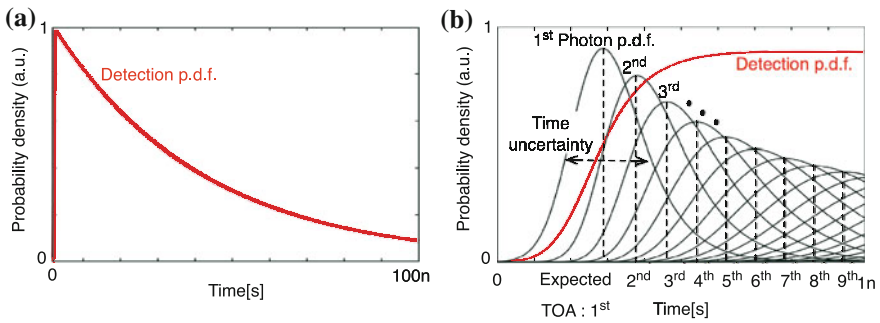 (a)
Probability density (a.u.)
1
0
Detection p.d.f.
0
100n
Time[s]
(b)
Probability density (a.u.)
1
0
1st Photon p.d.f.
2nd
3rd
Detection p.d.f.
Time
uncertainty
0 Expected 2nd 3rd 4th 5th 6th 7th 8th 9th 1n
TOA : 1st Time[s]